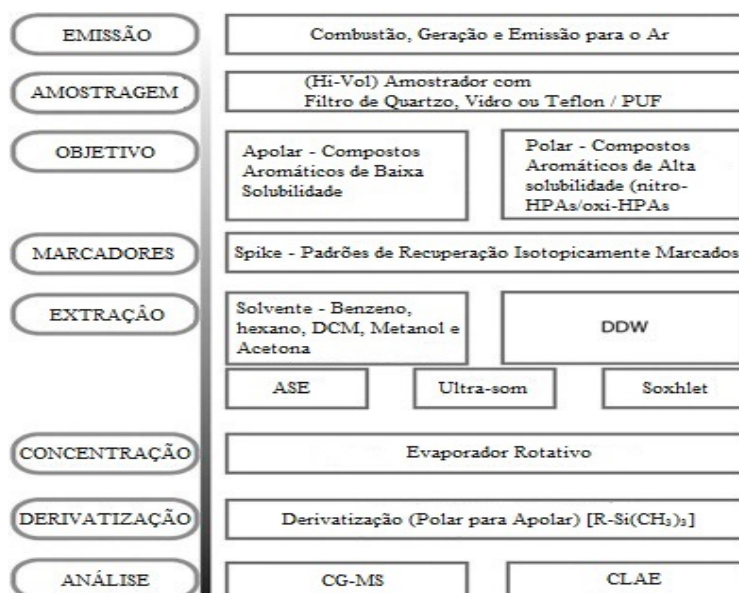 EMISSÃO
Combustão, Geração e Emissão para o Ar
AMOSTRAGEM
(Hi-Vol) Amostrador com
Filtro de Quartzo, Vidro ou Teflon / PUF
OBJETIVO
Apolar - Compostos
Aromáticos de Baixa
Solubilidade
Polar - Compostos
Aromáticos de Alta
solubilidade (nitro-
HPAs/oxi-HPAs
MARCADORES
Spike - Padrões de Recuperação Isotopicamente Marcados
EXTRAÇÂO
Solvente - Benzeno,
hexano, DCM, Metanol e
Acetona
DDW
ASE
Ultra-som
Soxhlet
CONCENTRAÇÃO
Evaporador Rotativo
DERIVATIZAÇÃO
Derivatização (Polar para Apolar) [R-Si(CH₃)₃]
ANÁLISE
CG-MS
CLAE